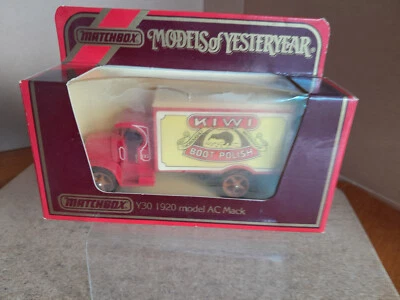 MATCHBOX MODELS of YESTERYEAR®
KIWI
BOOT POLISH
MATCHBOX Y30 1920 model AC Mack